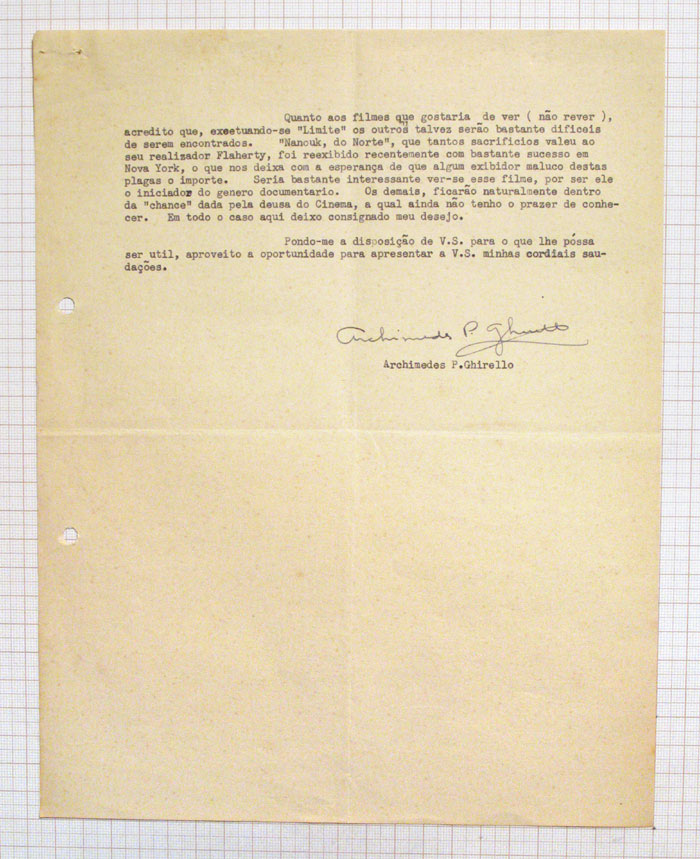 Quanto aos filmes que gostaria de ver ( não rever ),
acredito que, exsetuando-se "Limite" os outros talvez serão bastante dificeis
de serem encontrados. "Nanouk, do Norte", que tantos sacrificios valeu ao
seu realizador Flaherty, foi reexibido recentemente com bastante sucesso em
Nova York, o que nos deixa com a esperança de que algum exibidor maluco destas
plagas o importe. Seria bastante interessante ver-se esse filme, por ser ele
o iniciador do genero documentario. Os demais, ficarão naturalmente dentro
da "chance" dada pela deusa do Cinema, a qual ainda não tenho o prazer de conhe-
cer. Em todo o caso aqui deixo consignado meu desejo.
Pondo-me a disposição de V.S. para o que lhe póssa
ser util, aproveito a oportunidade para apresentar a V.S. minhas cordiais sau-
dações.
Archimedes P. Ghirello
Archimedes P.Ghirello